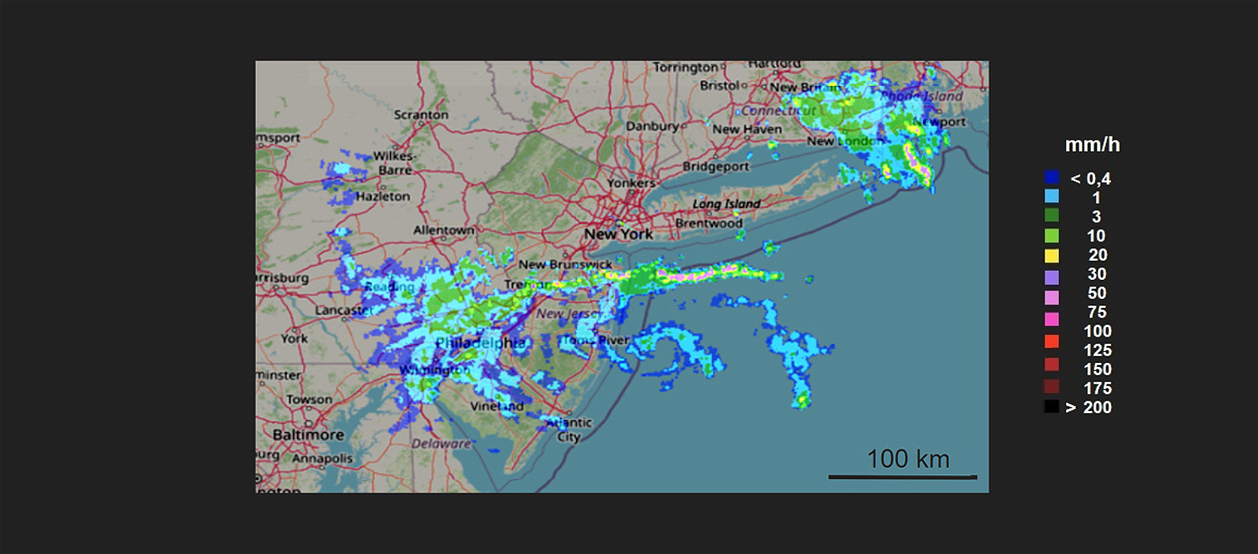 Hartford
Torrington
Bristol
New Britain
Rhode Island
Connecticut
Scranton
Danbury
Newport
New Haven
msport
New London
Wilkes-
Barre
Bridgeport
Yonkers
Hazleton
Long Island
Brentwood
Allentown
New York
New Brunswick
rrisburg
Reading
Trenton
Lancaster
New Jersey
York
Philadelphia
Toms River
Wilmington
minster
Towson
Vineland
Atlantic
City
Baltimore
Delaware
burg
Annapolis
ngton
100 km
mm/h
< 0,4
1
3
10
20
30
50
75
100
125
150
175
> 200